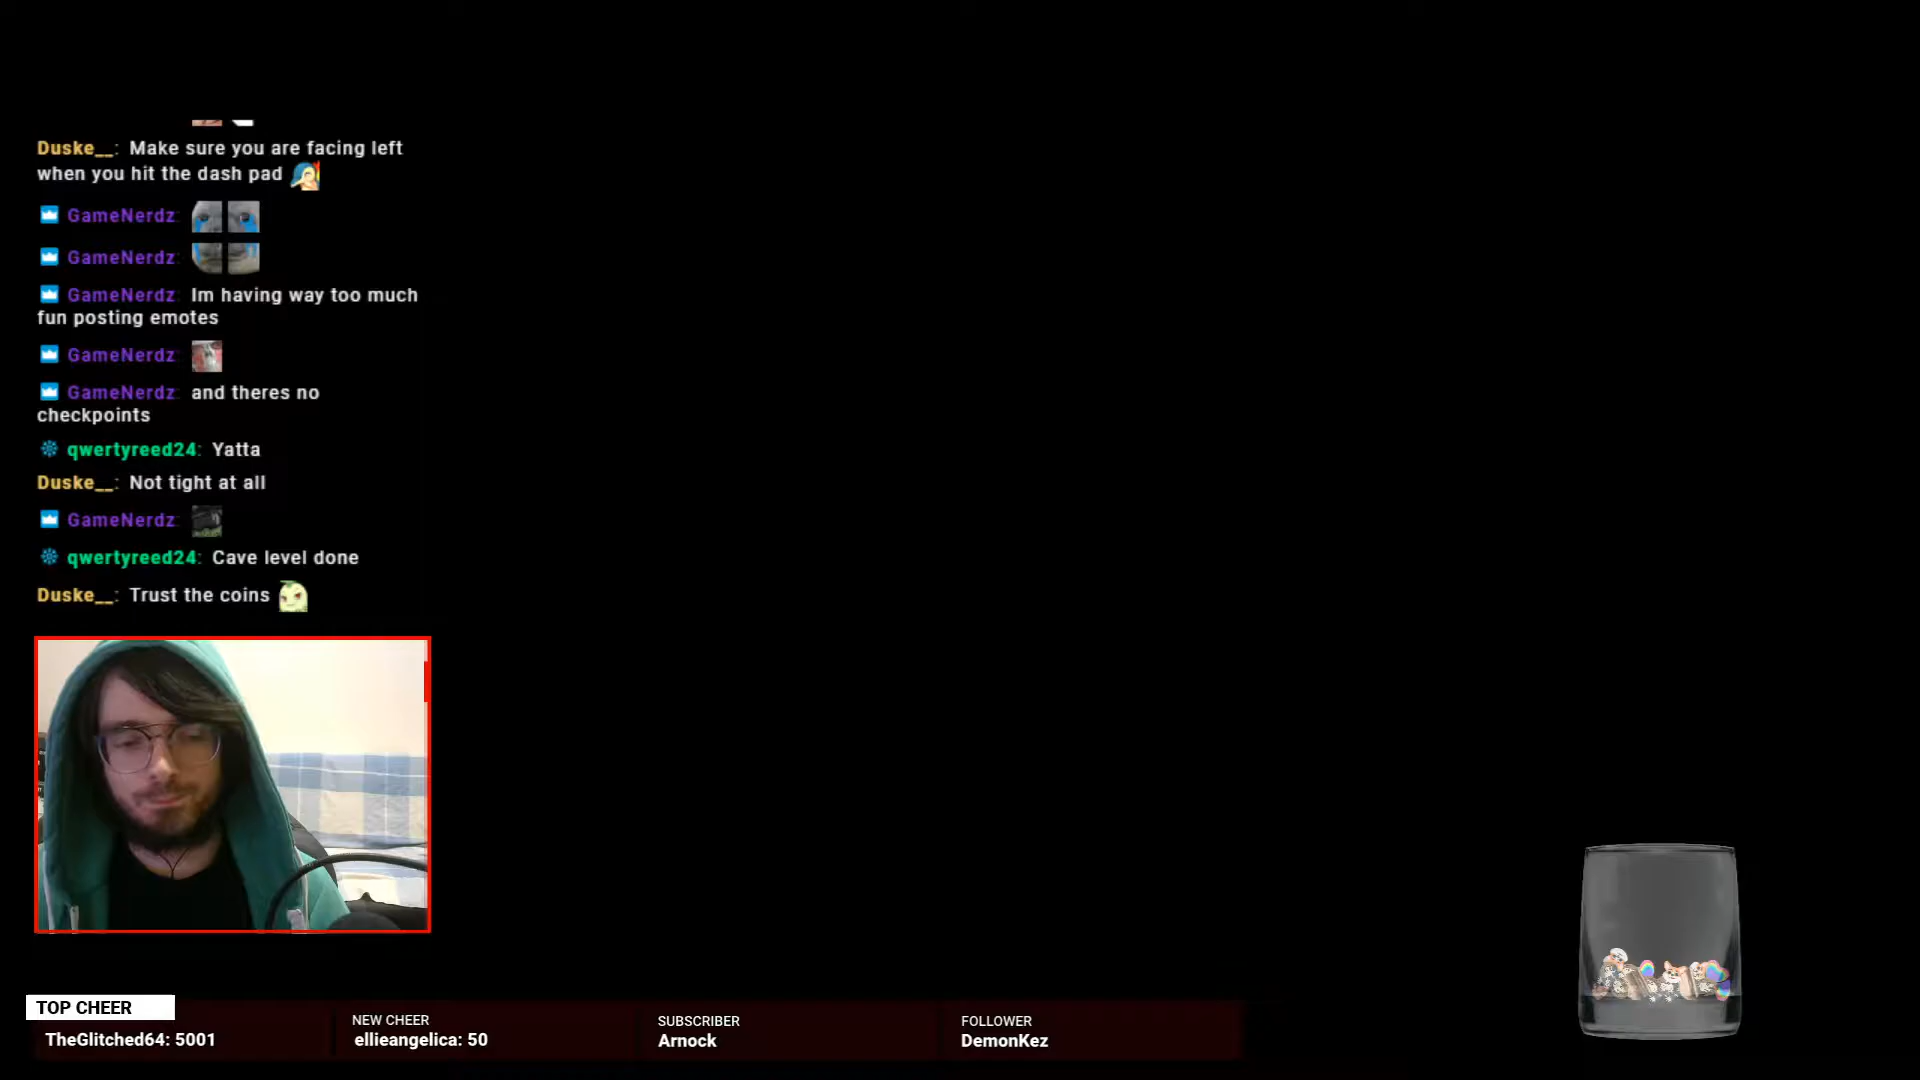 Duske__: Make sure you are facing left
when you hit the dash pad
GameNerdz:
GameNerdz:
GameNerdz: Im having way too much
fun posting emotes
GameNerdz:
GameNerdz: and theres no
checkpoints
qwertyreed24: Yatta
Duske__: Not tight at all
GameNerdz:
qwertyreed24: Cave level done
Duske__: Trust the coins
TOP CHEER
TheGlitched64: 5001
NEW CHEER
ellieangelica: 50
SUBSCRIBER
Arnock
FOLLOWER
DemonKez